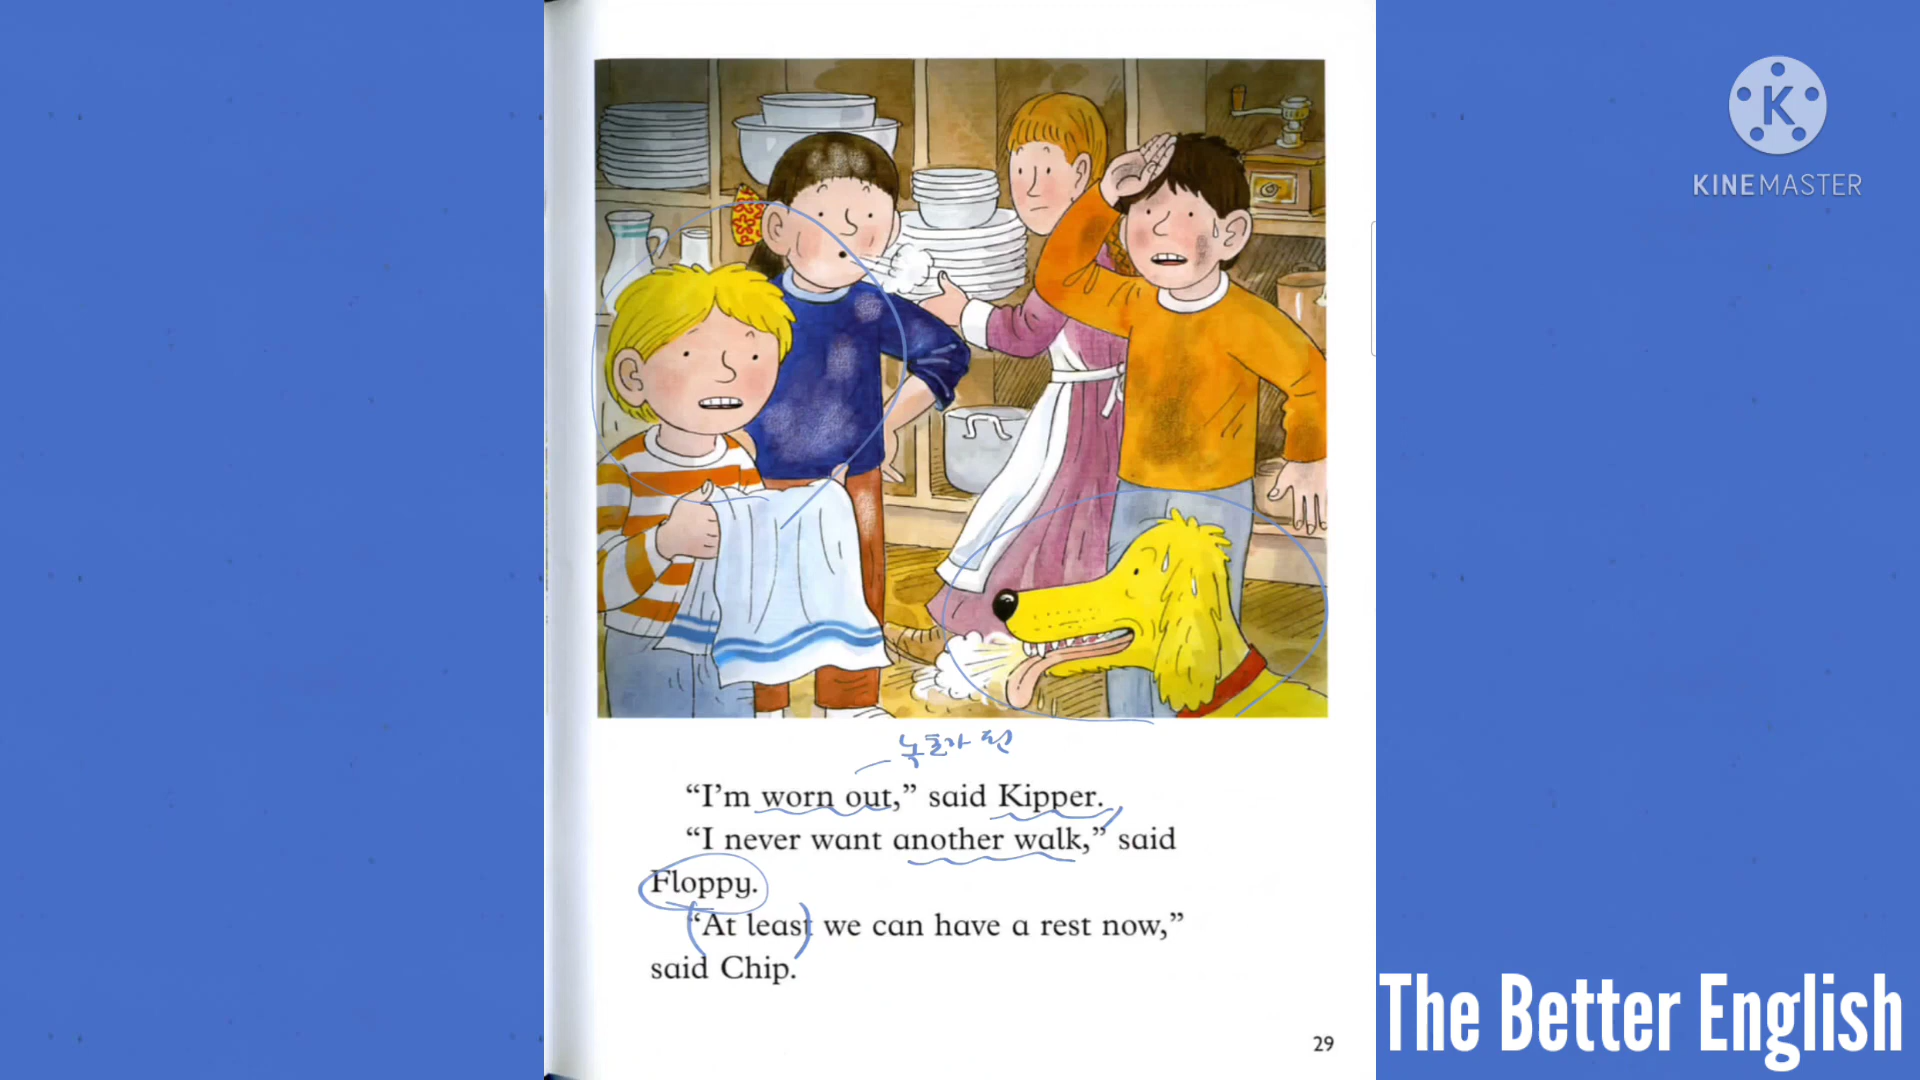 K
KINEMASTER
녹초가 된
“I’m worn out,” said Kipper.
“I never want another walk,” said
Floppy.
“At least we can have a rest now,”
said Chip.
29
The Better English